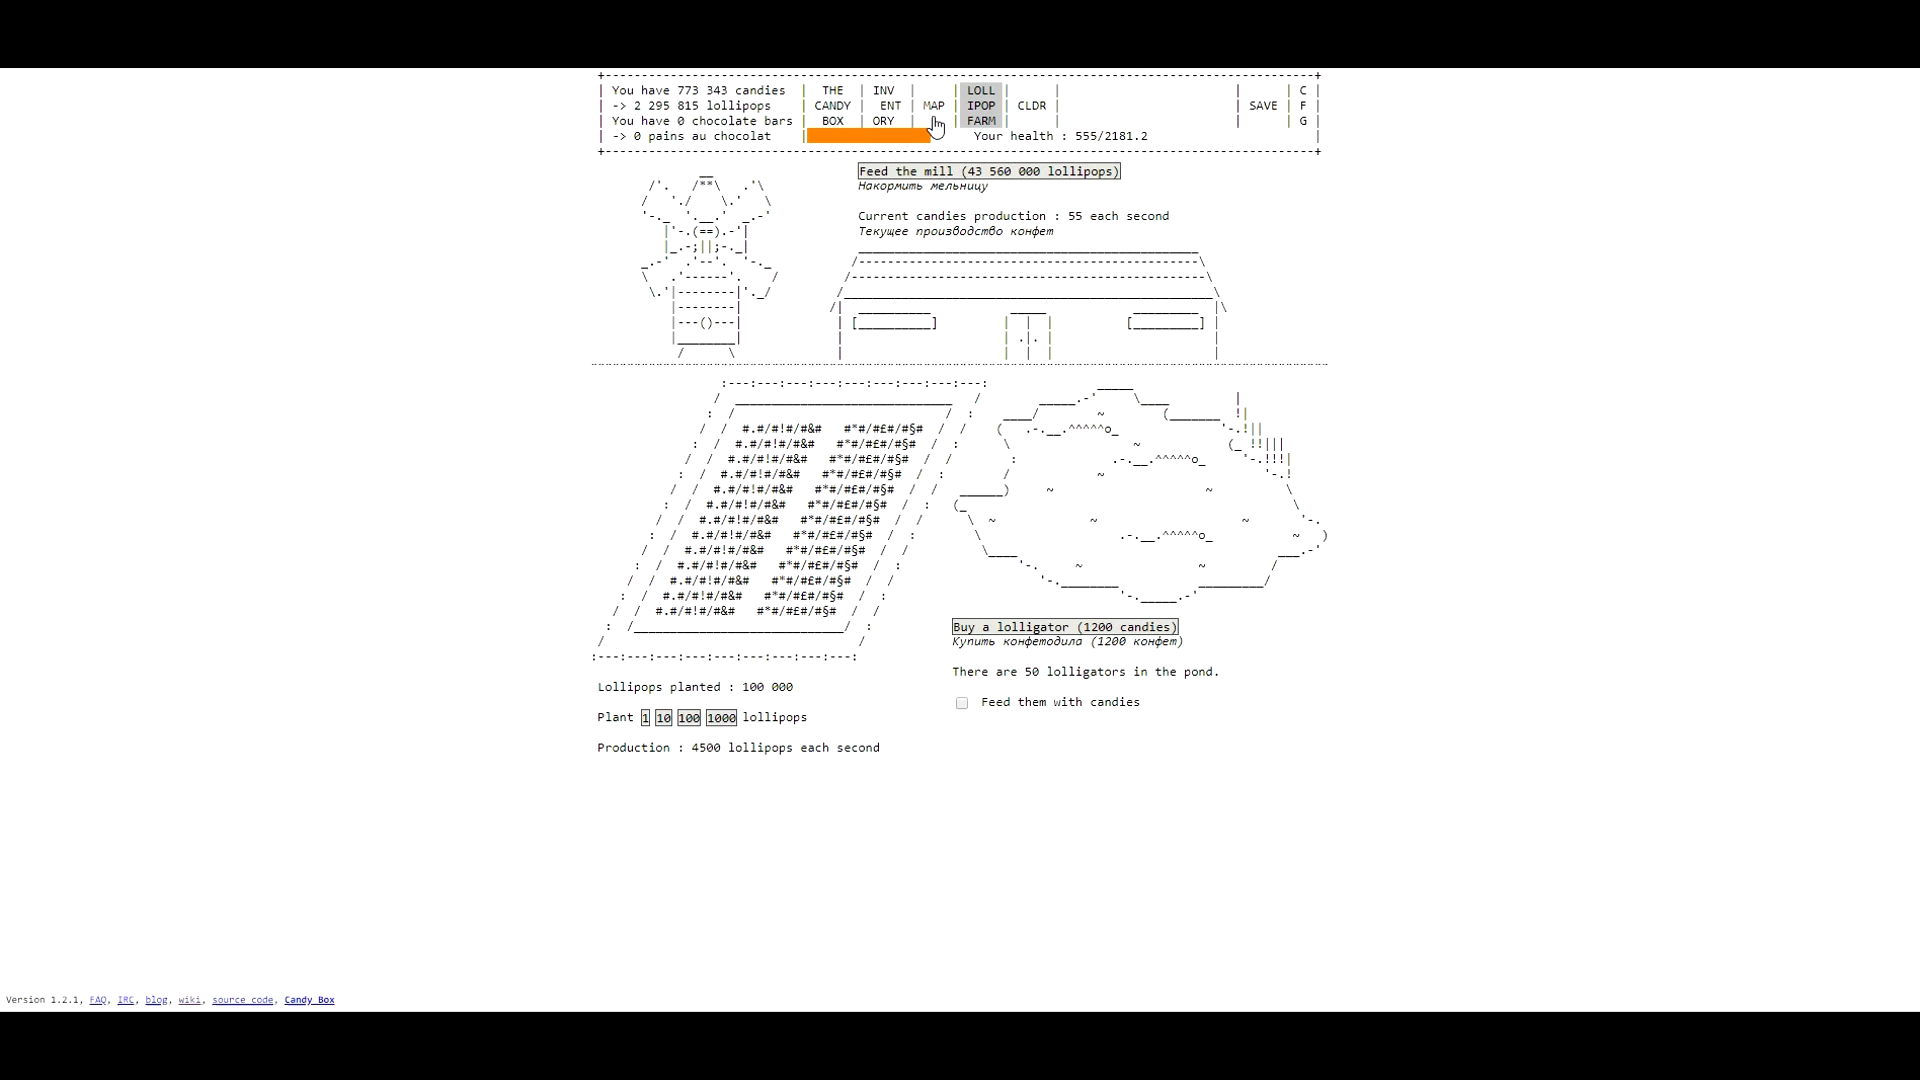 You have 773 343 candies
-> 2 295 815 lollipops
You have 0 chocolate bars
-> 0 pains au chocolat
THE
CANDY
BOX
INV
ENT
ORY
MAP
LOLL
IPOP
FARM
CLDR
SAVE
C
F
G
Your health : 555/2181.2
Feed the mill (43 560 000 lollipops)
Накормить мельницу
Current candies production : 55 each second
Текущее производство конфет
Buy a lolligator (1200 candies)
Купить конфетодила (1200 конфет)
There are 50 lolligators in the pond.
Feed them with candies
Lollipops planted : 100 000
Plant 1 10 100 1000 lollipops
Production : 4500 lollipops each second
Version 1.2.1, FAQ, IRC, blog, wiki, source code, Candy Box